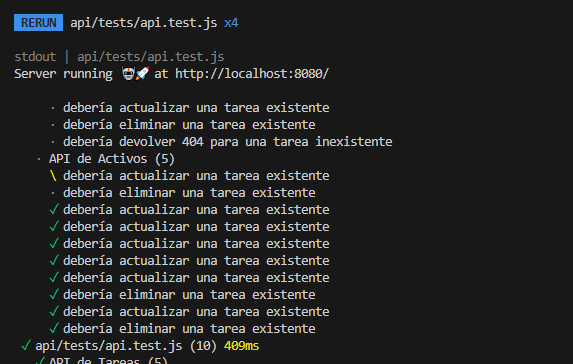 RERUN api/tests/api.test.js x4
stdout | api/tests/api.test.js
Server running 🤖🚀 at http://localhost:8080/
· debería actualizar una tarea existente
· debería eliminar una tarea existente
· debería devolver 404 para una tarea inexistente
· API de Activos (5)
\ debería actualizar una tarea existente
· debería eliminar una tarea existente
✓ debería actualizar una tarea existente
✓ debería actualizar una tarea existente
✓ debería actualizar una tarea existente
✓ debería actualizar una tarea existente
✓ debería actualizar una tarea existente
✓ debería eliminar una tarea existente
✓ debería actualizar una tarea existente
✓ debería eliminar una tarea existente
✓ api/tests/api.test.js (10) 409ms
✓ API de Tareas (5)